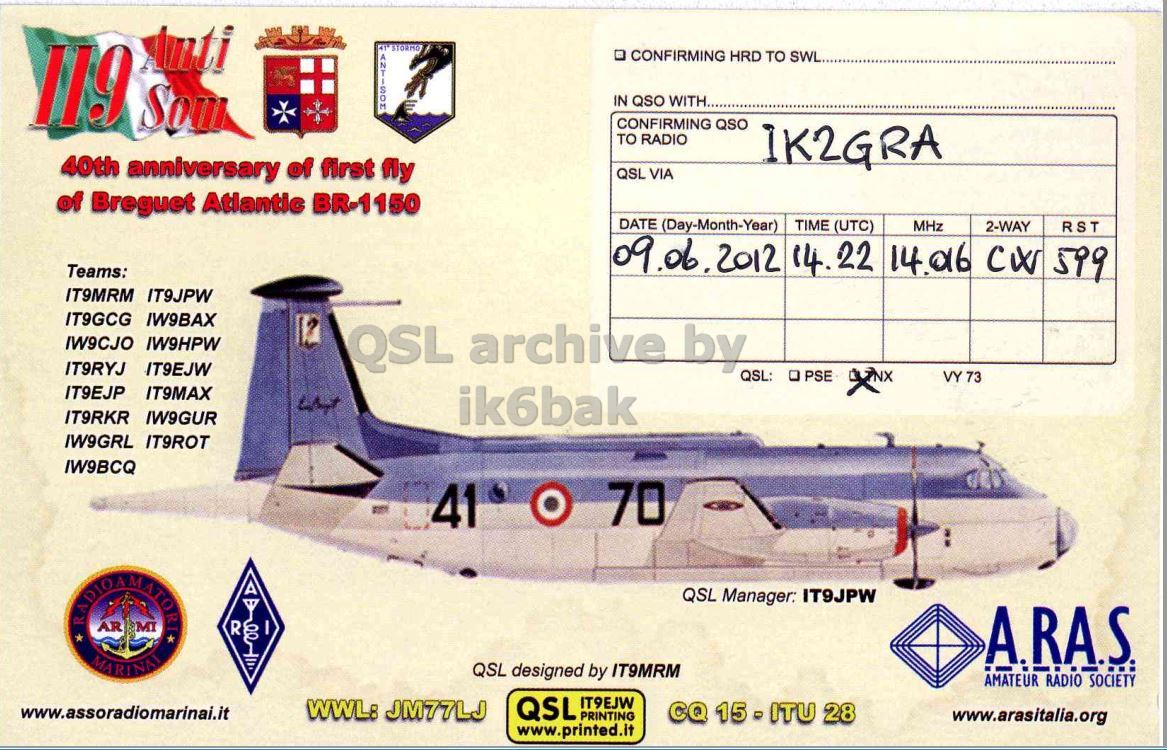 II9 Anti Som
41° STORMO
ANTISOM
40th anniversary of first fly
of Breguet Atlantic BR-1150
CONFIRMING HRD TO SWL
IN QSO WITH
CONFIRMING QSO TO RADIO IK2GRA
QSL VIA
DATE (Day-Month-Year) TIME (UTC) MHz 2-WAY R S T
09.06.2012 14.22 14.016 CW 599
QSL: PSE TNX VY 73
Teams:
IT9MRM IT9JPW
IT9GCG IW9BAX
IW9CJO IW9HPW
IT9RYJ IT9EJW
IT9EJP IT9MAX
IT9RKR IW9GUR
IW9GRL IT9ROT
IW9BCQ
QSL archive by
ik6bak
41 70
QSL Manager: IT9JPW
RADIOAMATORI
AR MI
MARINAI
A
R I
A.R.A.S.
AMATEUR RADIO SOCIETY
QSL designed by IT9MRM
www.assoradiomarinai.it
WWL: JM77LJ
QSL IT9EJW PRINTING
www.printed.it
CQ 15 - ITU 28
www.arasitalia.org